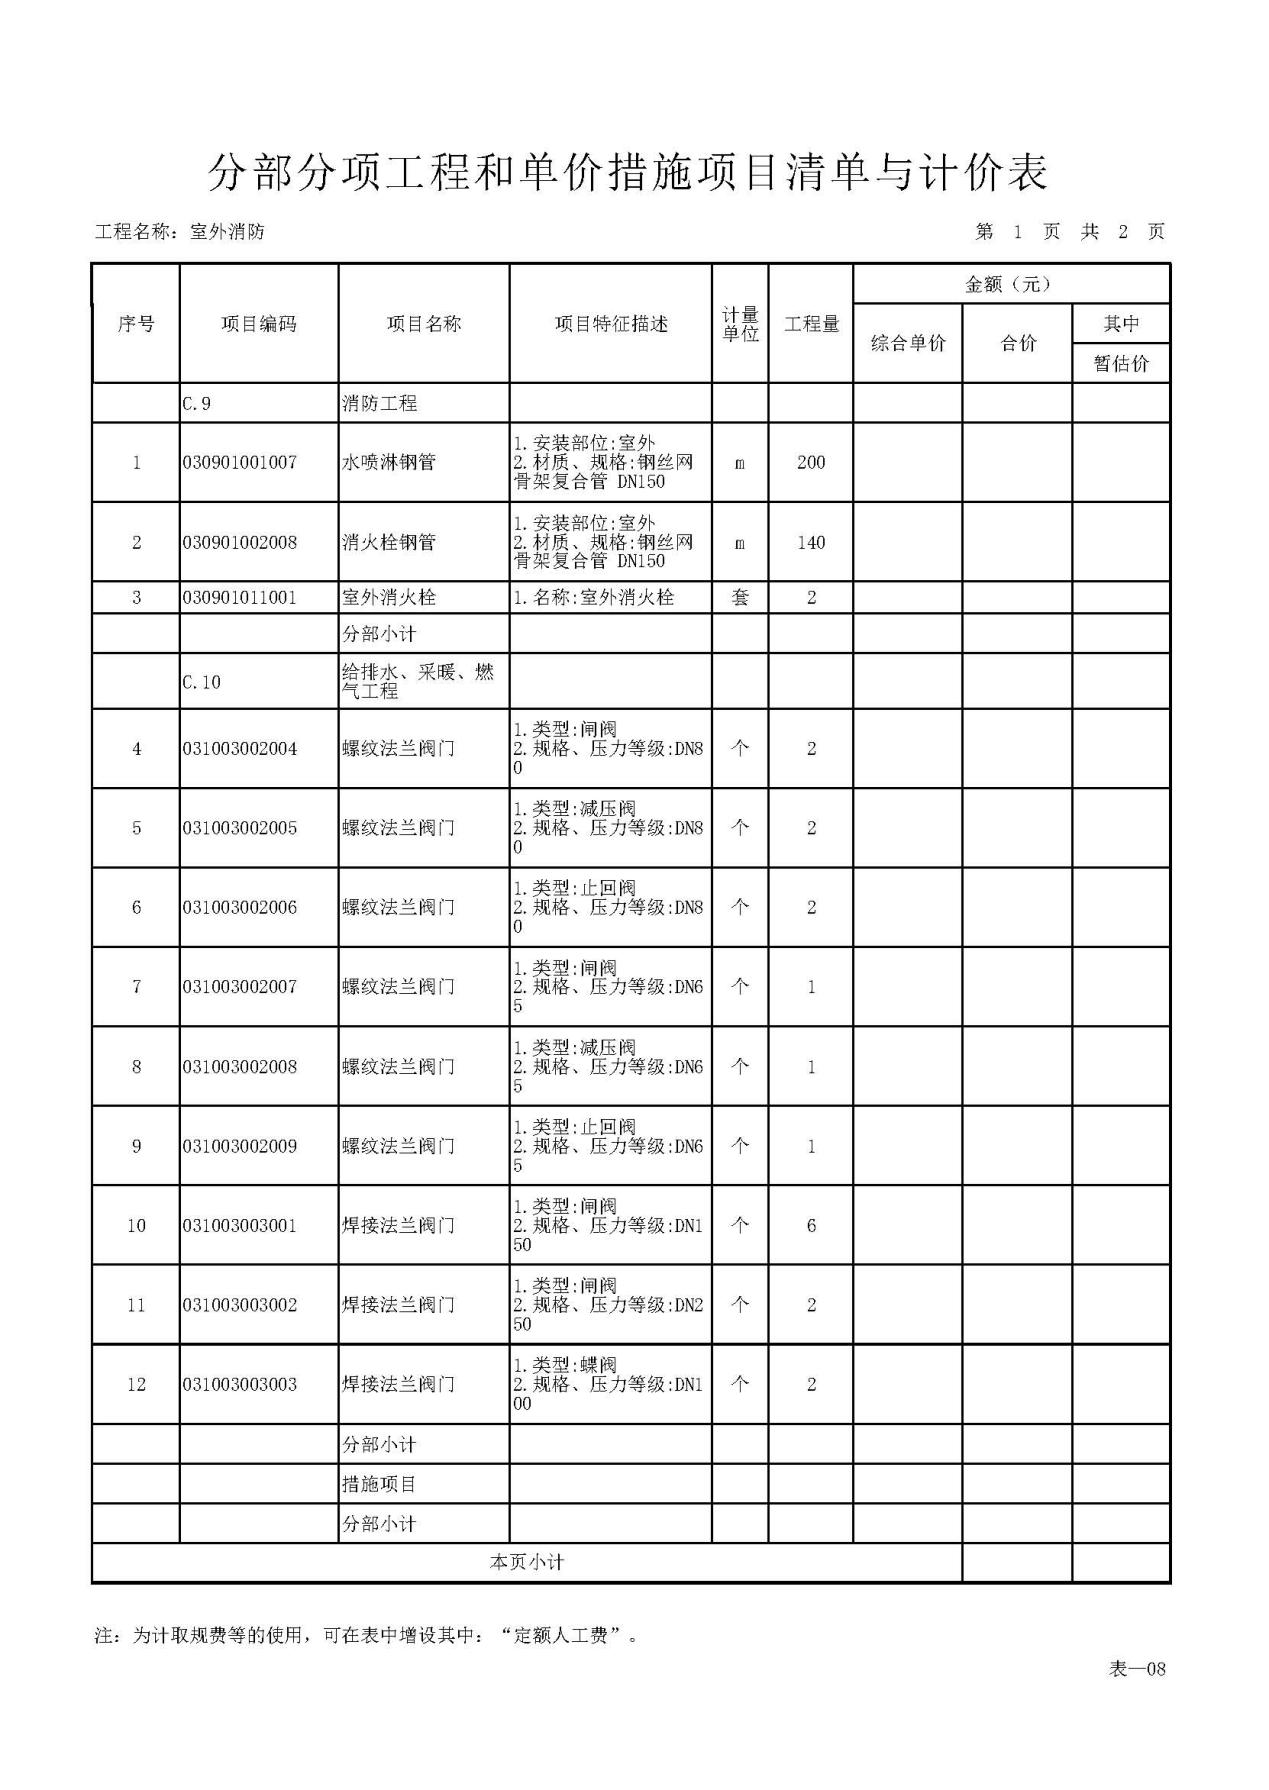 分部分项工程和单价措施项目清单与计价表
工程名称：室外消防 第 1 页 共 2 页
序号 项目编码 项目名称 项目特征描述 计量单位 工程量 金额（元）
综合单价 合价 其中
暂估价
C.9 消防工程
1 030901001007 水喷淋钢管 1.安装部位:室外
2.材质、规格:钢丝网
骨架复合管 DN150 m 200
2 030901002008 消火栓钢管 1.安装部位:室外
2.材质、规格:钢丝网
骨架复合管 DN150 m 140
3 030901011001 室外消火栓 1.名称:室外消火栓 套 2
分部小计
C.10 给排水、采暖、燃
气工程
4 031003002004 螺纹法兰阀门 1.类型:闸阀
2.规格、压力等级:DN8
0 个 2
5 031003002005 螺纹法兰阀门 1.类型:减压阀
2.规格、压力等级:DN8
0 个 2
6 031003002006 螺纹法兰阀门 1.类型:止回阀
2.规格、压力等级:DN8
0 个 2
7 031003002007 螺纹法兰阀门 1.类型:闸阀
2.规格、压力等级:DN6
5 个 1
8 031003002008 螺纹法兰阀门 1.类型:减压阀
2.规格、压力等级:DN6
5 个 1
9 031003002009 螺纹法兰阀门 1.类型:止回阀
2.规格、压力等级:DN6
5 个 1
10 031003003001 焊接法兰阀门 1.类型:闸阀
2.规格、压力等级:DN1
50 个 6
11 031003003002 焊接法兰阀门 1.类型:闸阀
2.规格、压力等级:DN2
50 个 2
12 031003003003 焊接法兰阀门 1.类型:蝶阀
2.规格、压力等级:DN1
00 个 2
分部小计
措施项目
分部小计
本页小计
注：为计取规费等的使用，可在表中增设其中：“定额人工费”。
表—08